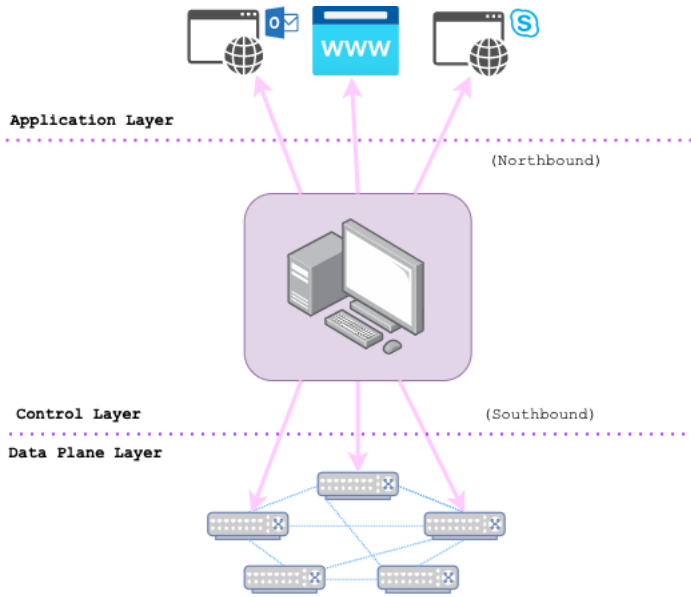 O
WWW
S
Application Layer
(Northbound)
Control Layer
(Southbound)
Data Plane Layer